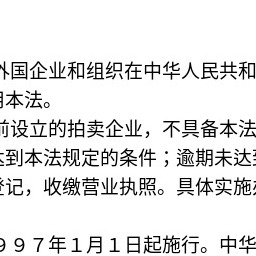 外国企业和组织在中华人民共和
本法。
前设立的拍卖企业，不具备本法
达到本法规定的条件；逾期未达
登记，收缴营业执照。具体实施
９９７年１月１日起施行。中华